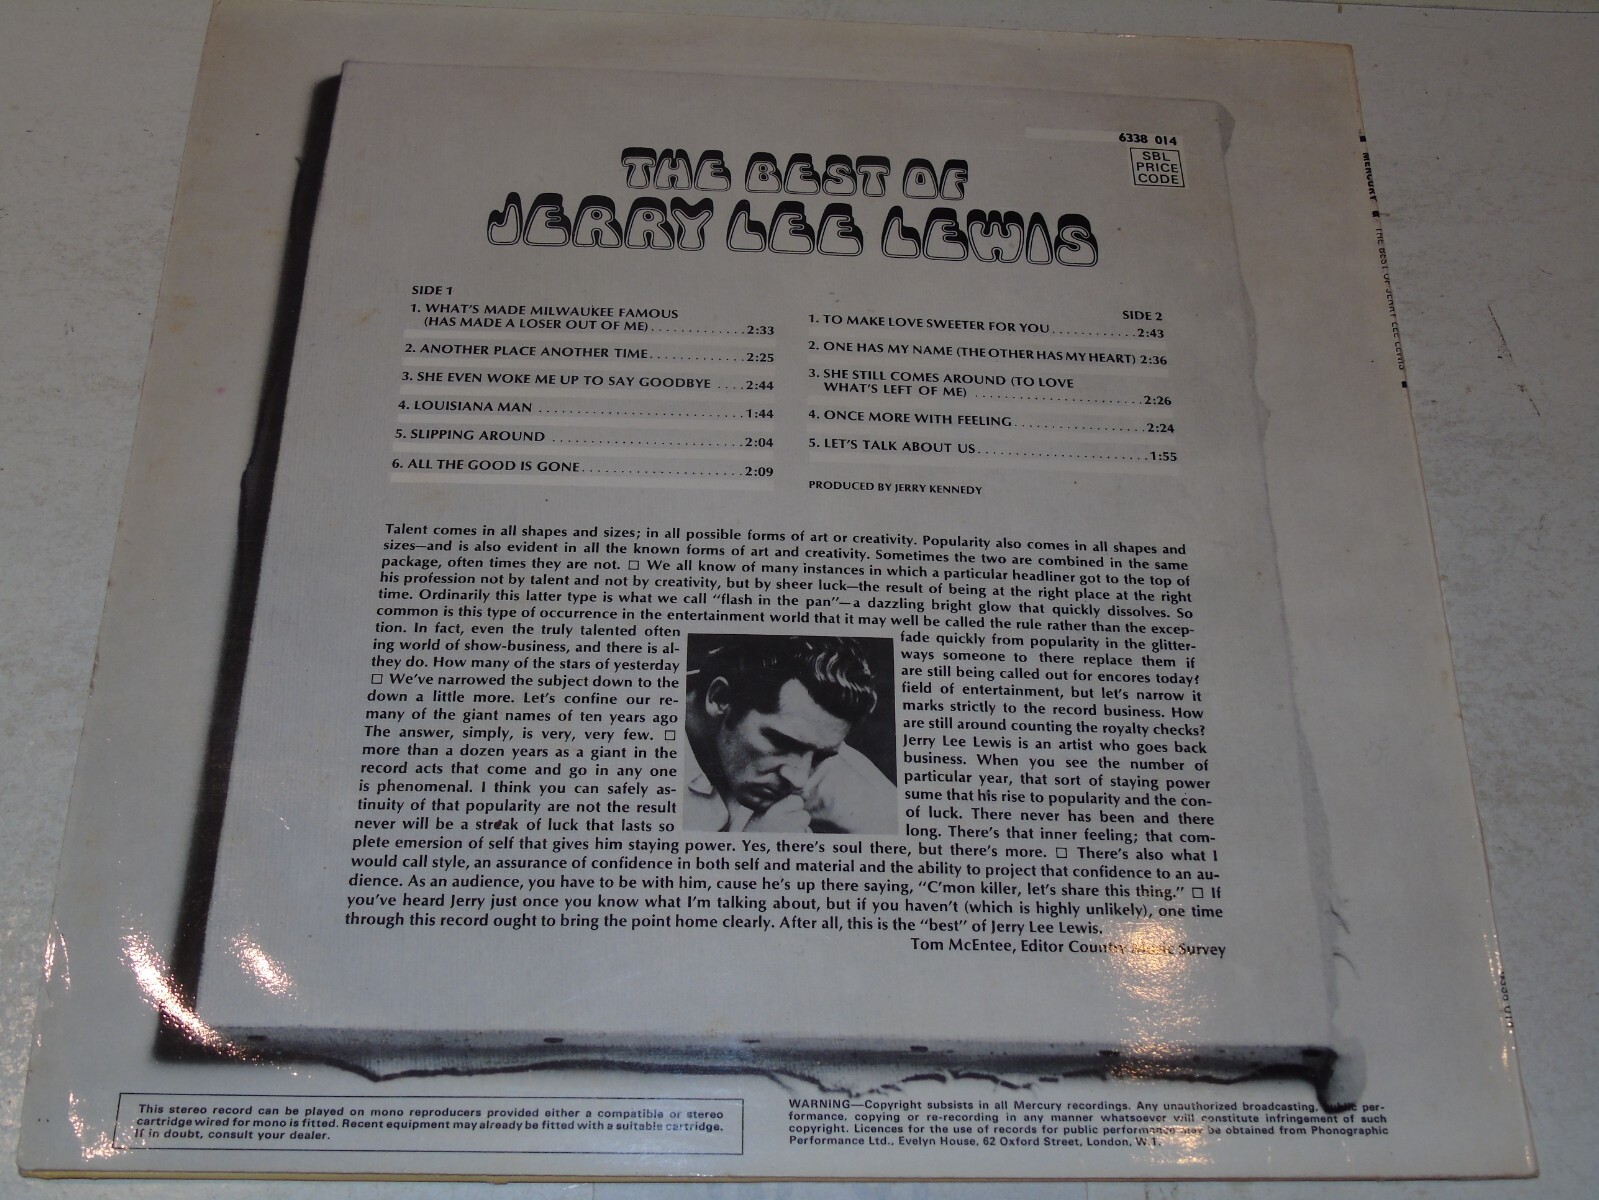 6338 014
SBL
PRICE
CODE
THE BEST OF
JERRY LEE LEWIS
SIDE 1
1. WHAT'S MADE MILWAUKEE FAMOUS
(HAS MADE A LOSER OUT OF ME).............2:33
2. ANOTHER PLACE ANOTHER TIME.............2:25
3. SHE EVEN WOKE ME UP TO SAY GOODBYE ....2:44
4. LOUISIANA MAN ............................1:44
5. SLIPPING AROUND ..........................2:04
6. ALL THE GOOD IS GONE......................2:09
SIDE 2
1. TO MAKE LOVE SWEETER FOR YOU............2:43
2. ONE HAS MY NAME (THE OTHER HAS MY HEART) 2:36
3. SHE STILL COMES AROUND (TO LOVE
WHAT'S LEFT OF ME) ........................2:26
4. ONCE MORE WITH FEELING..................2:24
5. LET'S TALK ABOUT US.......................1:55
PRODUCED BY JERRY KENNEDY
Talent comes in all shapes and sizes; in all possible forms of art or creativity. Popularity also comes in all shapes and
sizes—and is also evident in all the known forms of art and creativity. Sometimes the two are combined in the same
package, often times they are not. □ We all know of many instances in which a particular headliner got to the top of
his profession not by talent and not by creativity, but by sheer luck—the result of being at the right place at the right
time. Ordinarily this latter type is what we call "flash in the pan"—a dazzling bright glow that quickly dissolves. So
common is this type of occurrence in the entertainment world that it may well be called the rule rather than the excep-
tion. In fact, even the truly talented often fade quickly from popularity in the glitter-
ing world of show-business, and there is al- ways someone to there replace them if
they do. How many of the stars of yesterday are still being called out for encores today?
□ We've narrowed the subject down to the field of entertainment, but let's narrow it
down a little more. Let's confine our re- marks strictly to the record business. How
many of the giant names of ten years ago are still around counting the royalty checks?
The answer, simply, is very, very few. □ Jerry Lee Lewis is an artist who goes back
more than a dozen years as a giant in the business. When you see the number of
record acts that come and go in any one particular year, that sort of staying power
is phenomenal. I think you can safely as- sume that his rise to popularity and the con-
tinuity of that popularity are not the result of luck. There never has been and there
never will be a streak of luck that lasts so long. There's that inner feeling; that com-
plete emersion of self that gives him staying power. Yes, there's soul there, but there's more. □ There's also what I
would call style, an assurance of confidence in both self and material and the ability to project that confidence to an au-
dience. As an audience, you have to be with him, cause he's up there saying, "C'mon killer, let's share this thing." □ If
you've heard Jerry just once you know what I'm talking about, but if you haven't (which is highly unlikely), one time
through this record ought to bring the point home clearly. After all, this is the "best" of Jerry Lee Lewis.
Tom McEntee, Editor Country Music Survey
This stereo record can be played on mono reproducers provided either a compatible or stereo
cartridge wired for mono is fitted. Recent equipment may already be fitted with a suitable cartridge.
If in doubt, consult your dealer.
WARNING—Copyright subsists in all Mercury recordings. Any unauthorized broadcasting, public per-
formance, copying or re-recording in any manner whatsoever will constitute infringement of such
copyright. Licences for the use of records for public performance may be obtained from Phonographic
Performance Ltd., Evelyn House, 62 Oxford Street, London, W.1.
■ MERCURY ■ THE BEST OF JERRY LEE LEWIS ■
6338 014